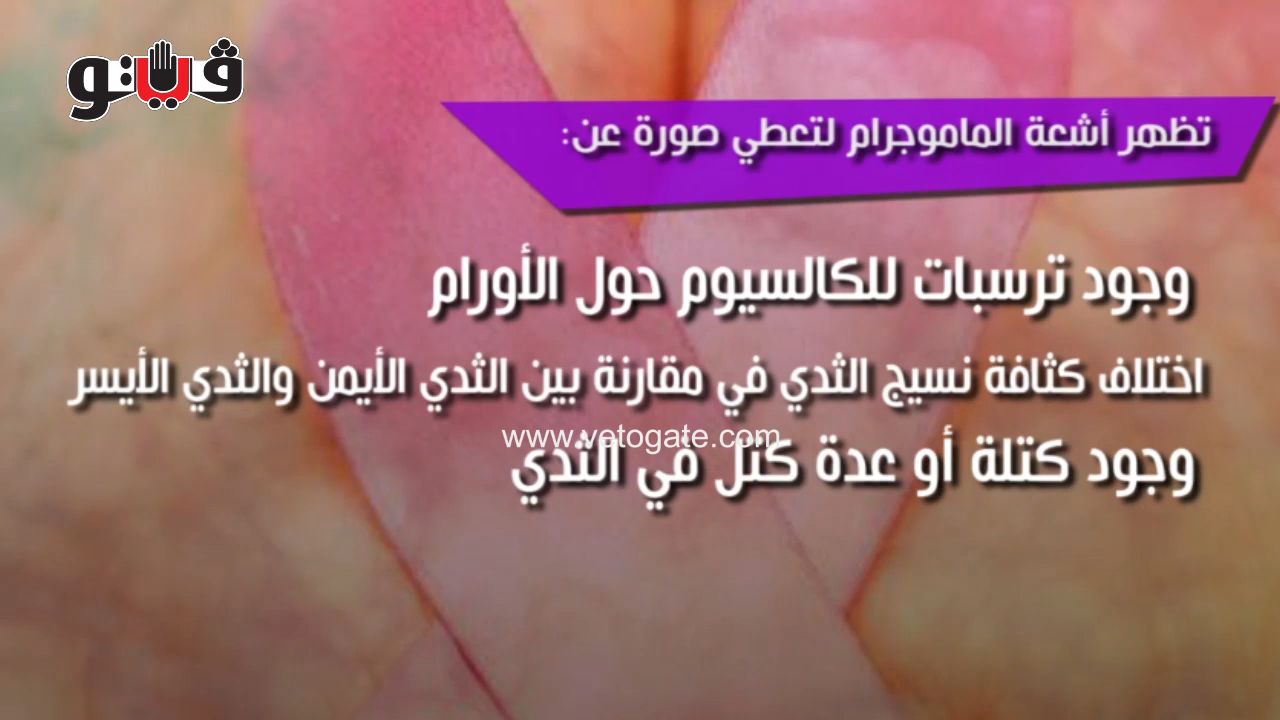 ڤيتو
تظهر أشعة الماموجرام لتعطي صورة عن:
وجود ترسبات للكالسيوم حول الأورام
اختلاف كثافة نسيج الثدي في مقارنة بين الثدي الأيمن والثدي الأيسر
www.vetogate.com
وجود كتلة أو عدة كتل في الثدي